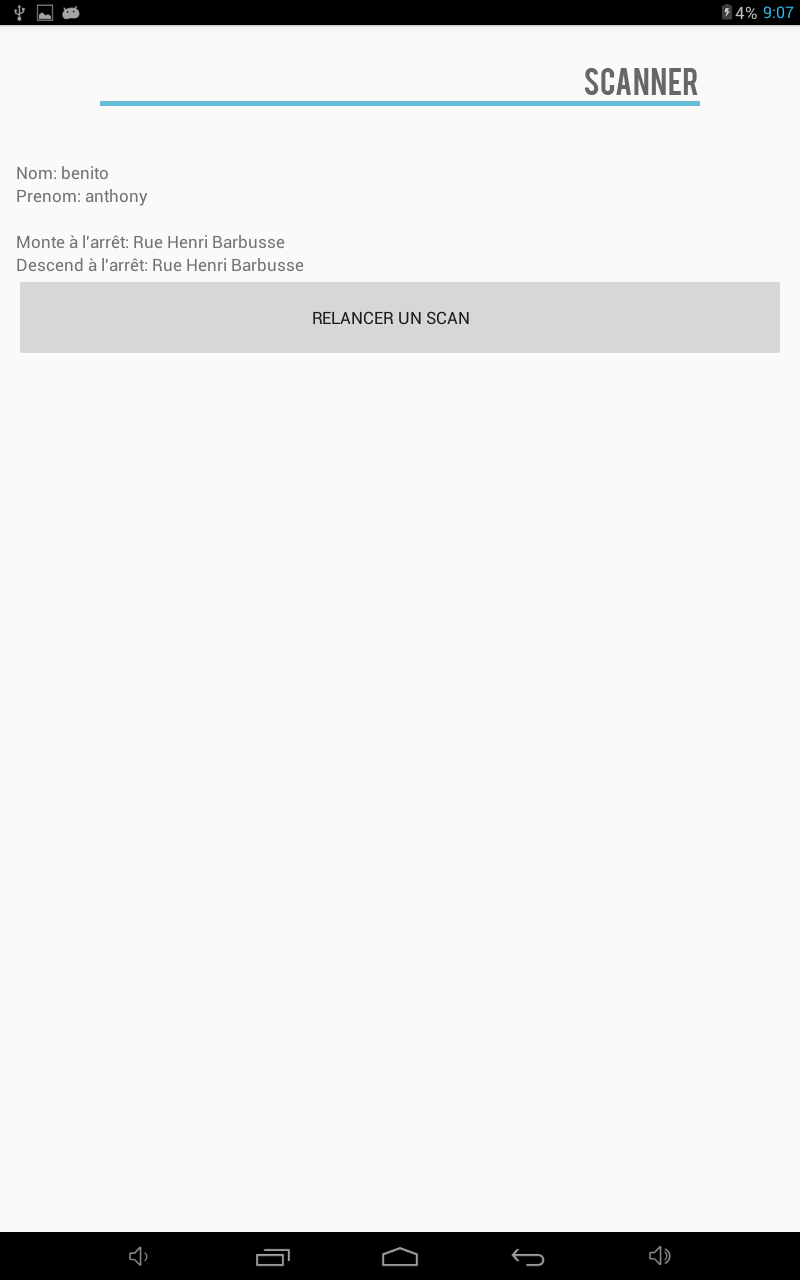 4% 9:07
SCANNER
Nom: benito
Prenom: anthony
Monte à l'arrêt: Rue Henri Barbusse
Descend à l'arrêt: Rue Henri Barbusse
RELANCER UN SCAN